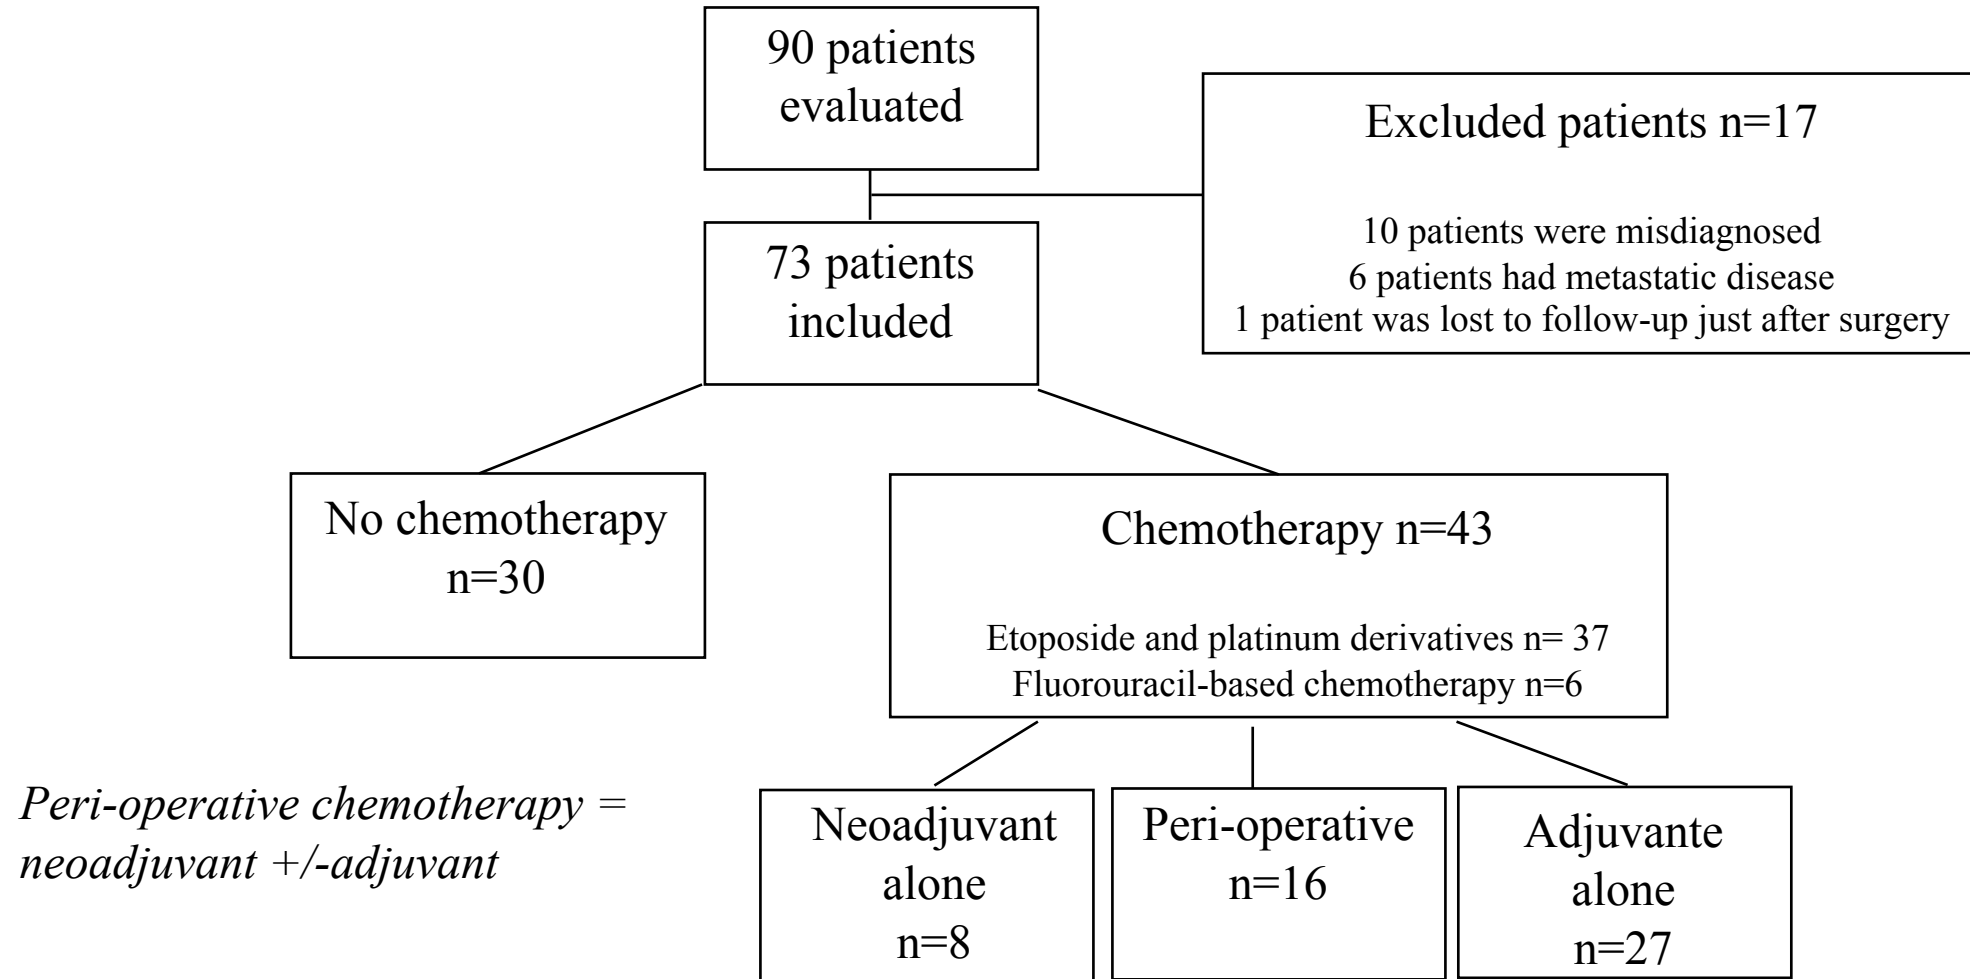 90 patients
evaluated
Excluded patients n=17
10 patients were misdiagnosed
6 patients had metastatic disease
1 patient was lost to follow-up just after surgery
73 patients
included
No chemotherapy
n=30
Chemotherapy n=43
Etoposide and platinum derivatives n= 37
Fluorouracil-based chemotherapy n=6
Peri-operative chemotherapy =
neoadjuvant +/-adjuvant
Neoadjuvant
alone
n=8
Peri-operative
n=16
Adjuvante
alone
n=27